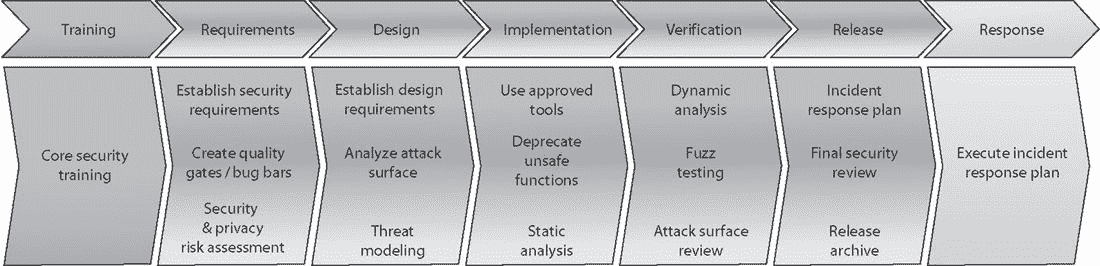 Training
Requirements
Design
Implementation
Verification
Release
Response
Core security
training
Establish security
requirements
Create quality
gates / bug bars
Security
& privacy
risk assessment
Establish design
requirements
Analyze attack
surface
Threat
modeling
Use approved
tools
Deprecate
unsafe
functions
Static
analysis
Dynamic
analysis
Fuzz
testing
Attack surface
review
Incident
response plan
Final security
review
Release
archive
Execute incident
response plan